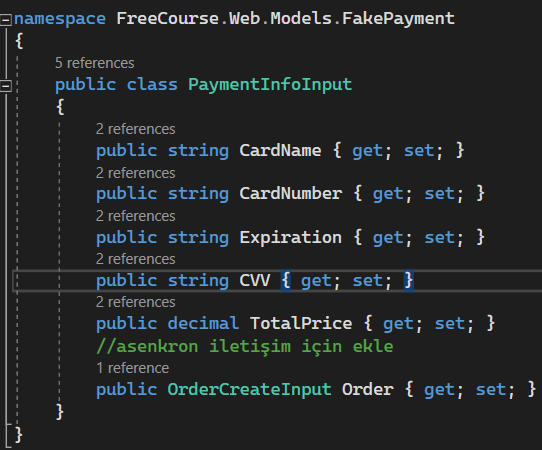 namespace FreeCourse.Web.Models.FakePayment
{
5 references
public class PaymentInfoInput
{
2 references
public string CardName { get; set; }
2 references
public string CardNumber { get; set; }
2 references
public string Expiration { get; set; }
2 references
public string CVV { get; set; }
2 references
public decimal TotalPrice { get; set; }
//asenkron iletişim için ekle
1 reference
public OrderCreateInput Order { get; set; }
}
}